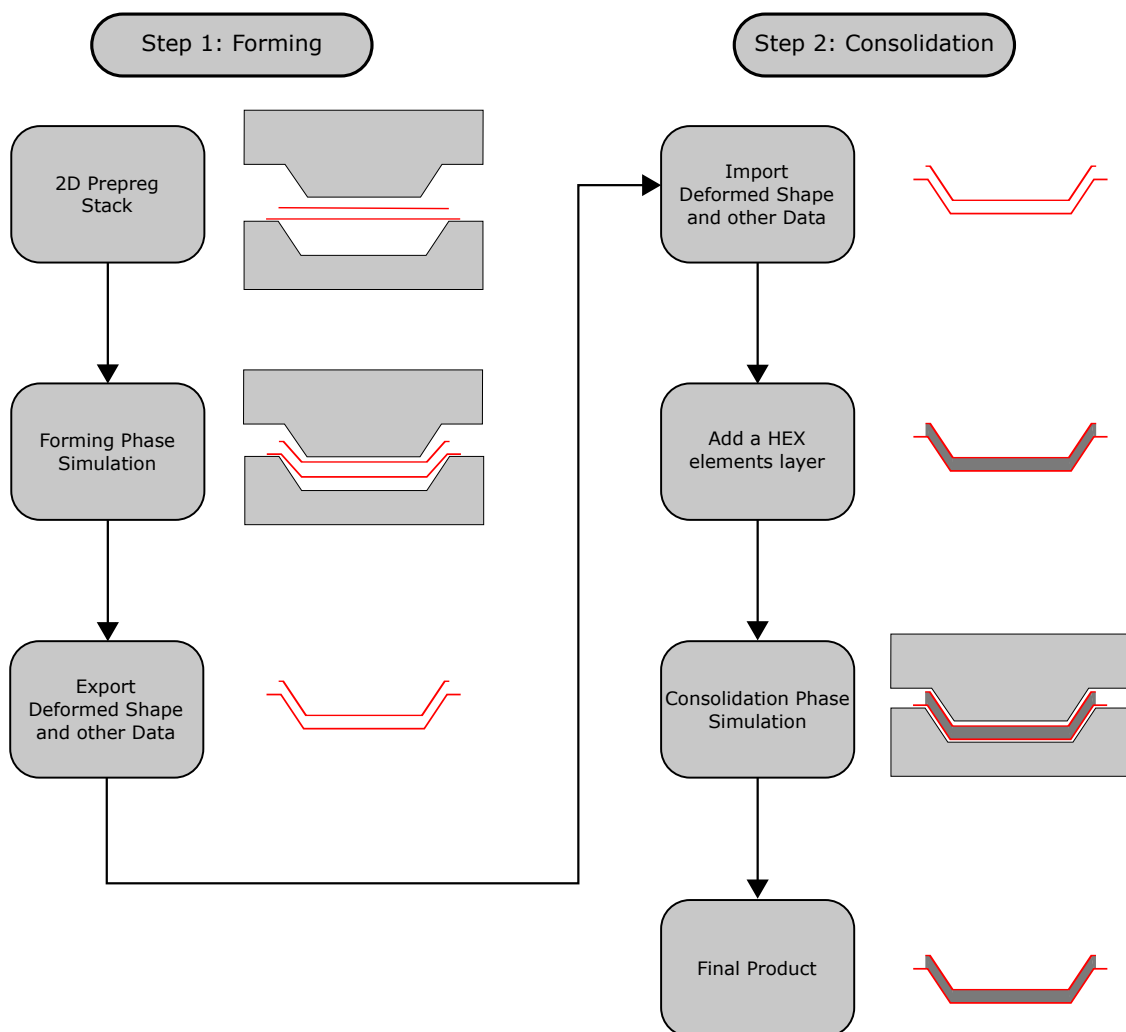 Step 1: Forming
2D Prepreg
Stack
Forming Phase
Simulation
Export
Deformed Shape
and other Data
Step 2: Consolidation
Import
Deformed Shape
and other Data
Add a HEX
elements layer
Consolidation Phase
Simulation
Final Product